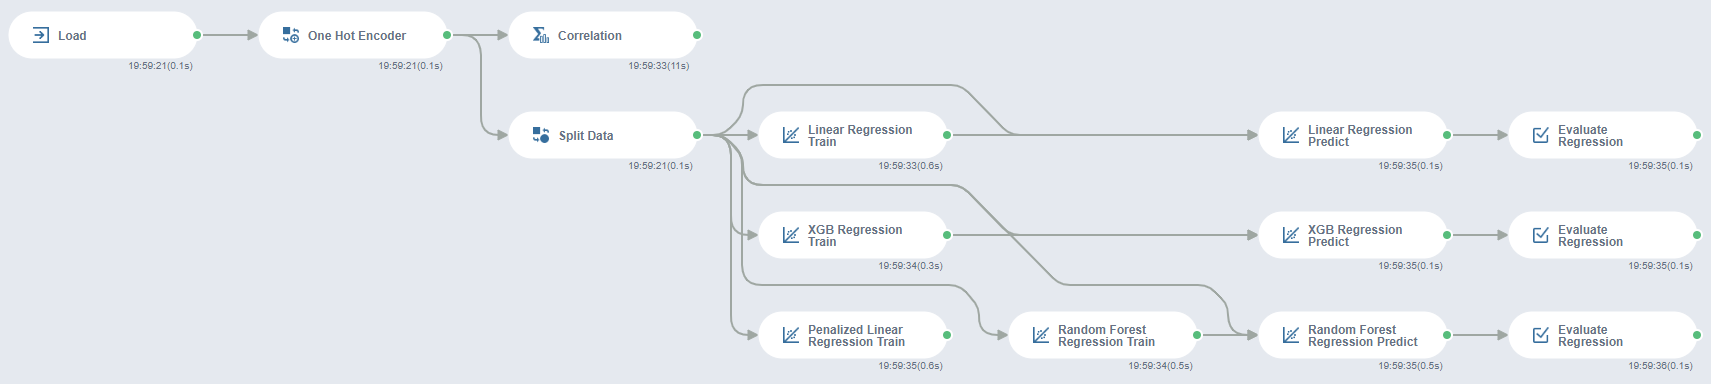 Load
One Hot Encoder
Correlation
19:59:21(0.1s)
19:59:21(0.1s)
19:59:33(11s)
Split Data
Linear Regression
Train
Linear Regression
Predict
Evaluate
Regression
19:59:21(0.1s)
19:59:33(0.6s)
19:59:35(0.1s)
19:59:35(0.1s)
XGB Regression
Train
XGB Regression
Predict
Evaluate
Regression
19:59:34(0.3s)
19:59:35(0.1s)
19:59:35(0.1s)
Penalized Linear
Regression Train
Random Forest
Regression Train
Random Forest
Regression Predict
Evaluate
Regression
19:59:35(0.6s)
19:59:34(0.5s)
19:59:35(0.5s)
19:59:36(0.1s)